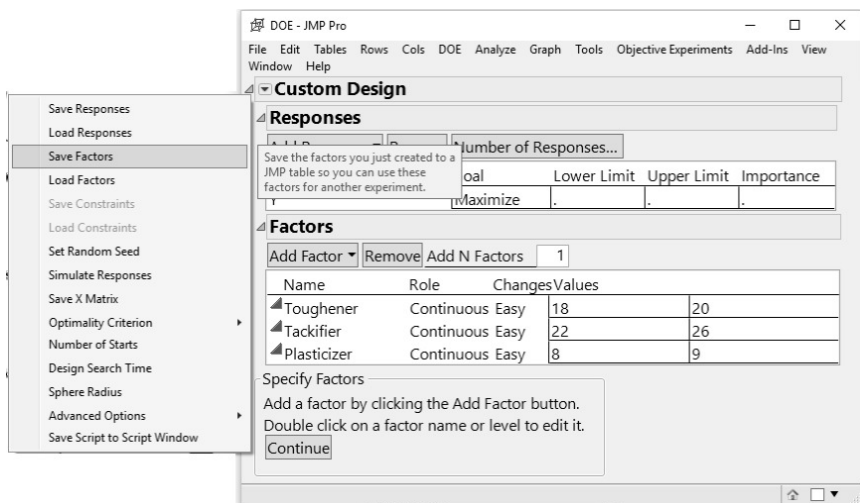 DOE - JMP Pro
File Edit Tables Rows Cols DOE Analyze Graph Tools Objective Experiments Add-Ins View
Window Help
Custom Design
Responses
Number of Responses...
Goal Lower Limit Upper Limit Importance
Y Maximize . . .
Factors
Add Factor Remove Add N Factors 1
Name Role Changes Values
Toughener Continuous Easy 18 20
Tackifier Continuous Easy 22 26
Plasticizer Continuous Easy 8 9
Specify Factors
Add a factor by clicking the Add Factor button.
Double click on a factor name or level to edit it.
Continue
Save Responses
Load Responses
Save Factors
Load Factors
Save Constraints
Load Constraints
Set Random Seed
Simulate Responses
Save X Matrix
Optimality Criterion
Number of Starts
Design Search Time
Sphere Radius
Advanced Options
Save Script to Script Window
Save the factors you just created to a
JMP table so you can use these
factors for another experiment.